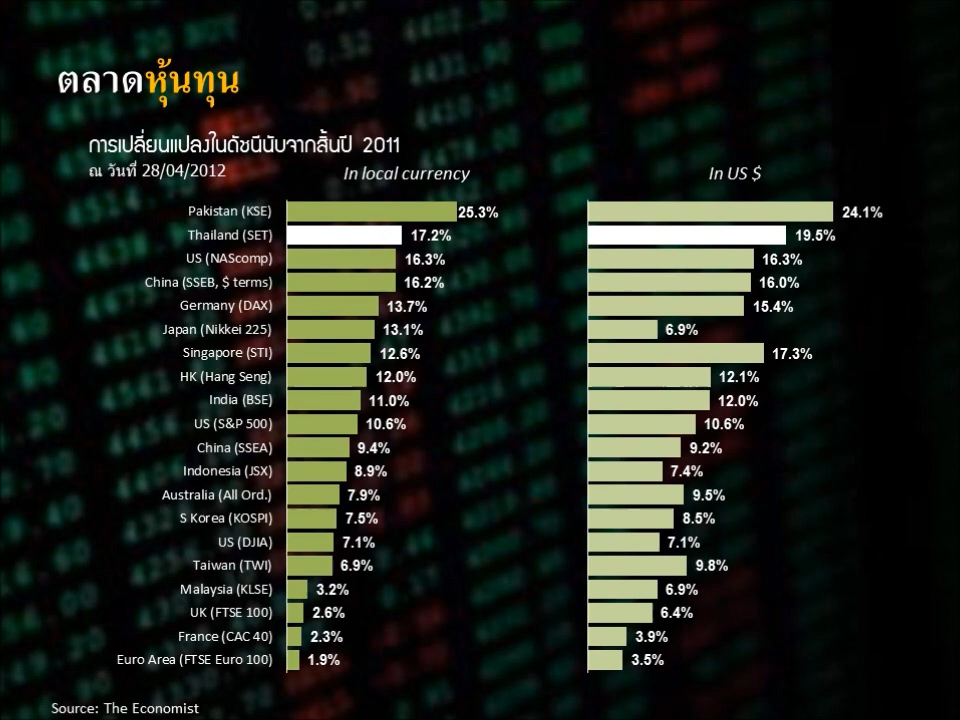 ตลาดหุ้นทุน
การเปลี่ยนแปลงในดัชนีนับจากสิ้นปี 2011
ณ วันที่ 28/04/2012
In local currency In US $
Pakistan (KSE) 25.3% 24.1%
Thailand (SET) 17.2% 19.5%
US (NAScomp) 16.3% 16.3%
China (SSEB, $ terms) 16.2% 16.0%
Germany (DAX) 13.7% 15.4%
Japan (Nikkei 225) 13.1% 6.9%
Singapore (STI) 12.6% 17.3%
HK (Hang Seng) 12.0% 12.1%
India (BSE) 11.0% 12.0%
US (S&P 500) 10.6% 10.6%
China (SSEA) 9.4% 9.2%
Indonesia (JSX) 8.9% 7.4%
Australia (All Ord.) 7.9% 9.5%
S Korea (KOSPI) 7.5% 8.5%
US (DJIA) 7.1% 7.1%
Taiwan (TWI) 6.9% 9.8%
Malaysia (KLSE) 3.2% 6.9%
UK (FTSE 100) 2.6% 6.4%
France (CAC 40) 2.3% 3.9%
Euro Area (FTSE Euro 100) 1.9% 3.5%
Source: The Economist